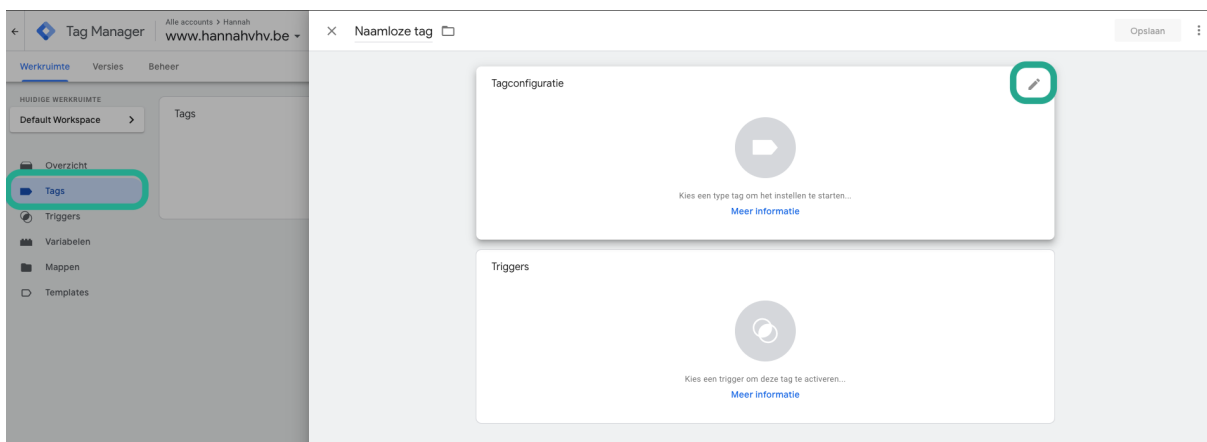 Tag Manager
Alle accounts > Hannah
www.hannahvhv.be
Naamloze tag
Opslaan
Werkruimte
Versies
Beheer
HUIDIGE WERKRUIMTE
Default Workspace
Tags
Overzicht
Tags
Triggers
Variabelen
Mappen
Templates
Tagconfiguratie
Kies een type tag om het instellen te starten...
Meer informatie
Triggers
Kies een trigger om deze tag te activeren...
Meer informatie